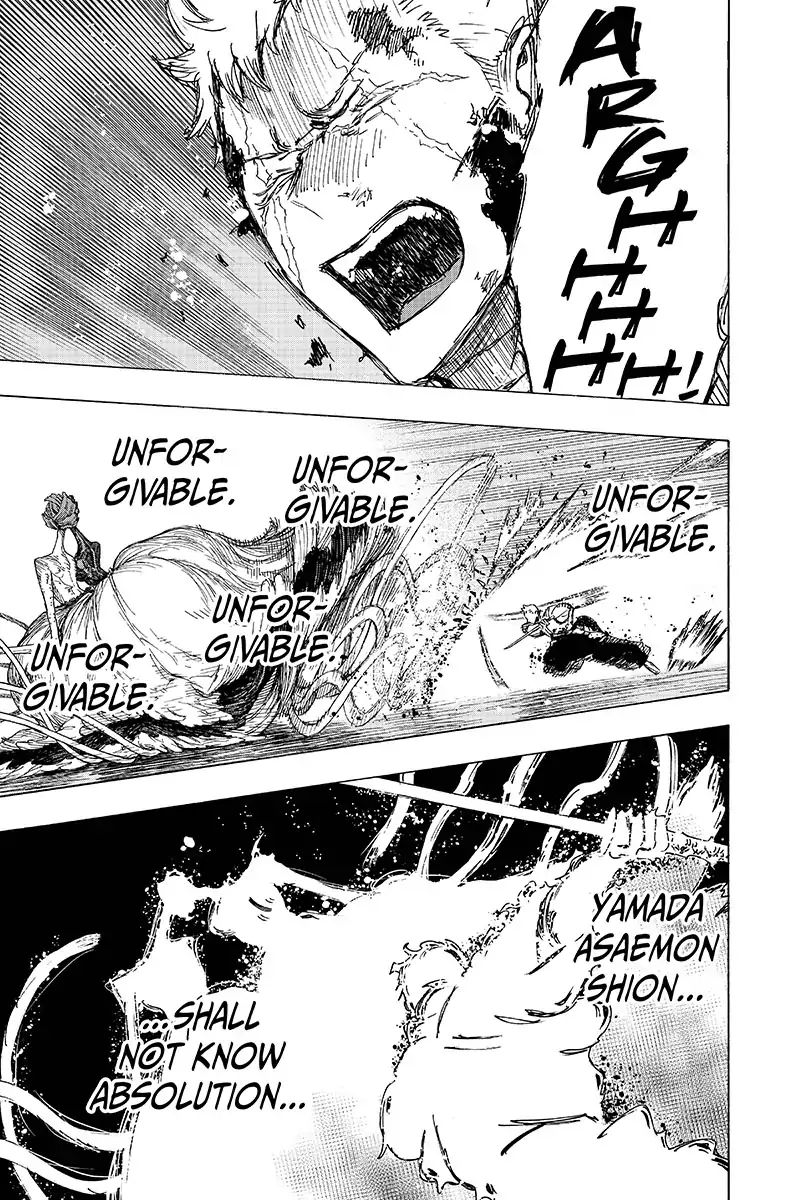 ARGHHHHH!
UNFOR-
GIVABLE.
UNFOR-
GIVABLE.
UNFOR-
GIVABLE.
UNFOR-
GIVABLE.
UNFOR-
GIVABLE.
YAMADA
ASAEMON
SHION...
...SHALL
NOT KNOW
ABSOLUTION...